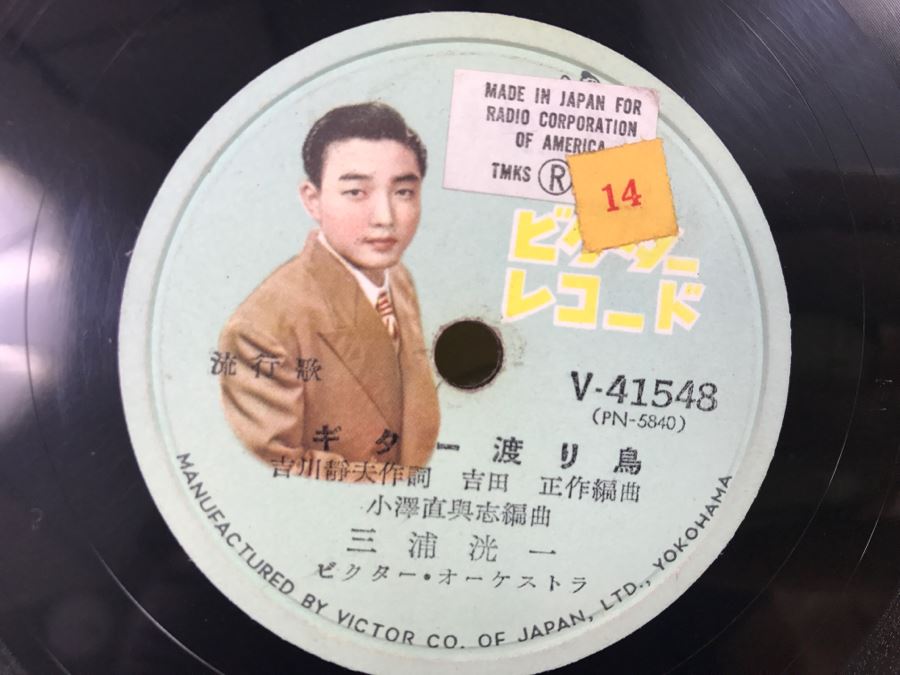 MADE IN JAPAN FOR
RADIO CORPORATION
OF AMERICA
TMKS R
14
ビクター
レコード
流行歌
V-41548
(PN-5840)
ギター渡り鳥
吉川靜夫作詞 吉田 正作編曲
小澤直與志編曲
三浦洸一
ビクター・オーケストラ
MANUFACTURED BY VICTOR CO. OF JAPAN, LTD., YOKOHAMA